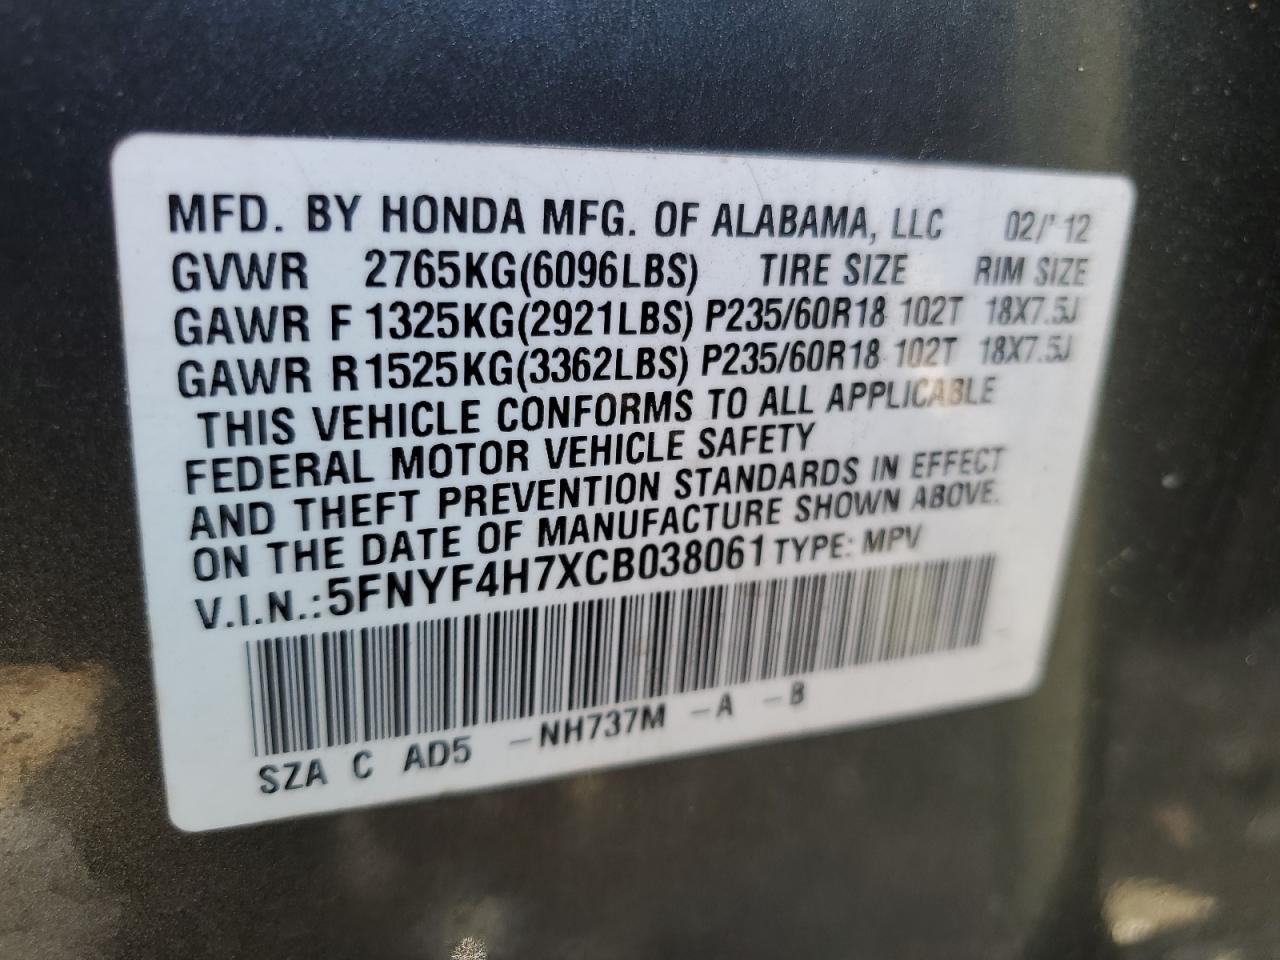 MFD. BY HONDA MFG. OF ALABAMA, LLC 02/'12
GVWR 2765KG(6096LBS) TIRE SIZE RIM SIZE
GAWR F 1325KG(2921LBS) P235/60R18 102T 18X7.5J
GAWR R 1525KG(3362LBS) P235/60R18 102T 18X7.5J
THIS VEHICLE CONFORMS TO ALL APPLICABLE
FEDERAL MOTOR VEHICLE SAFETY
AND THEFT PREVENTION STANDARDS IN EFFECT
ON THE DATE OF MANUFACTURE SHOWN ABOVE.
V.I.N.: 5FNYF4H7XCB038061 TYPE: MPV
SZA C AD5 -NH737M -A -B